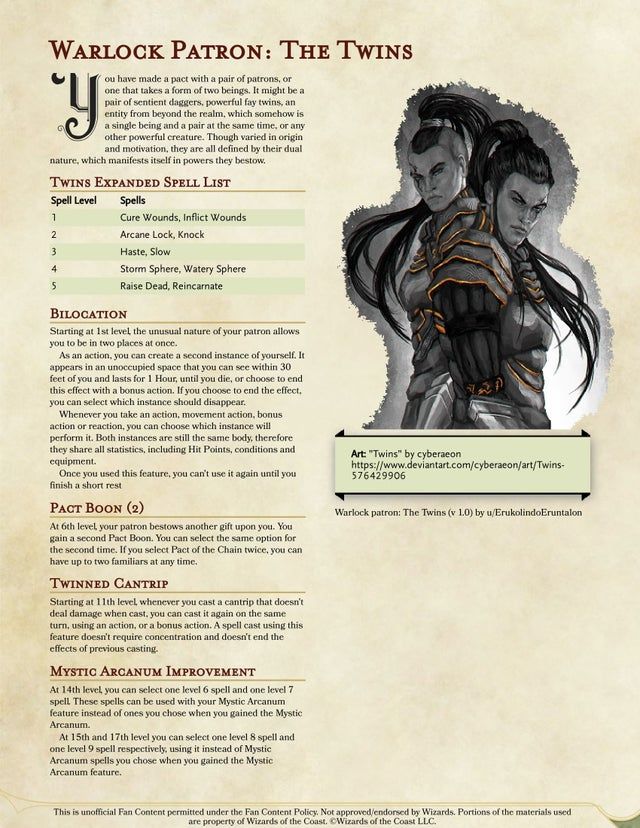 Warlock Patron: The Twins
You have made a pact with a pair of patrons, or
one that takes a form of two beings. It might be a
pair of sentient daggers, powerful fay twins, an
entity from beyond the realm, which somehow is
a single being and a pair at the same time, or any
other powerful creature. Though varied in origin
and motivation, they are all defined by their dual
nature, which manifests itself in powers they bestow.
Twins Expanded Spell List
Spell Level Spells
1 Cure Wounds, Inflict Wounds
2 Arcane Lock, Knock
3 Haste, Slow
4 Storm Sphere, Watery Sphere
5 Raise Dead, Reincarnate
Bilocation
Starting at 1st level, the unusual nature of your patron allows
you to be in two places at once.
As an action, you can create a second instance of yourself. It
appears in an unoccupied space that you can see within 30
feet of you and lasts for 1 Hour, until you die, or choose to end
this effect with a bonus action. If you choose to end the effect,
you can select which instance should disappear.
Whenever you take an action, movement action, bonus
action or reaction, you can choose which instance will
perform it. Both instances are still the same body, therefore
they share all statistics, including Hit Points, conditions and
equipment.
Once you used this feature, you can't use it again until you
finish a short rest
Pact Boon (2)
At 6th level, your patron bestows another gift upon you. You
gain a second Pact Boon. You can select the same option for
the second time. If you select Pact of the Chain twice, you can
have up to two familiars at any time.
Twinned Cantrip
Starting at 11th level, whenever you cast a cantrip that doesn't
deal damage when cast, you can cast it again on the same
turn, using an action, or a bonus action. A spell cast using this
feature doesn't require concentration and doesn't end the
effects of previous casting.
Mystic Arcanum Improvement
At 14th level, you can select one level 6 spell and one level 7
spell. These spells can be used with your Mystic Arcanum
feature instead of ones you chose when you gained the Mystic
Arcanum.
At 15th and 17th level you can select one level 8 spell and
one level 9 spell respectively, using it instead of Mystic
Arcanum spells you chose when you gained the Mystic
Arcanum feature.
Art: "Twins" by cyberaeon
https://www.deviantart.com/cyberaeon/art/Twins-
576429906
Warlock patron: The Twins (v 1.0) by u/ErukolindoEruntalon
This is unofficial Fan Content permitted under the Fan Content Policy. Not approved/endorsed by Wizards. Portions of the materials used
are property of Wizards of the Coast. ©Wizards of the Coast LLC.